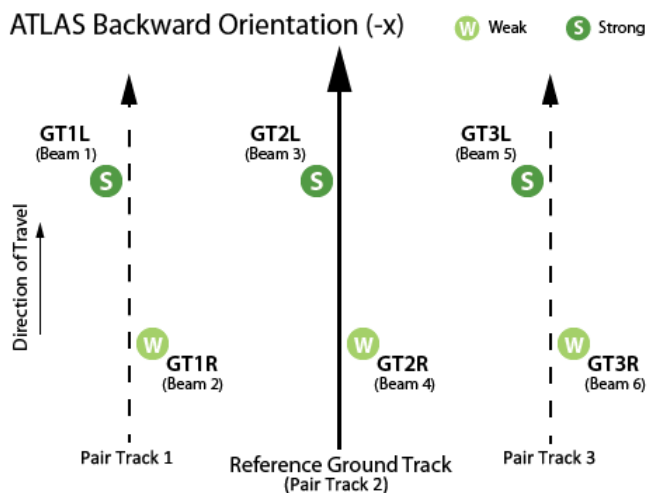 ATLAS Backward Orientation (-x)
W Weak
S Strong
GT1L
(Beam 1)
S
GT2L
(Beam 3)
S
GT3L
(Beam 5)
S
Direction of Travel
W
GT1R
(Beam 2)
W
GT2R
(Beam 4)
W
GT3R
(Beam 6)
Pair Track 1
Reference Ground Track
(Pair Track 2)
Pair Track 3